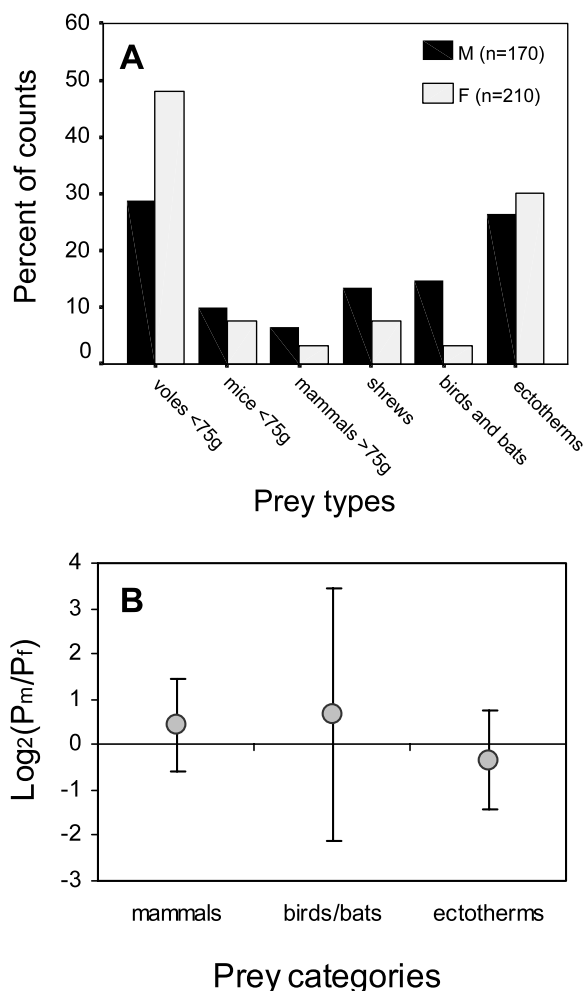 60
50
40
30
20
10
0
Percent of counts
A
M (n=170)
F (n=210)
voles <75g
mice <75g
mammals >75g
shrews
birds and bats
ectotherms
Prey types
4
3
2
1
0
-1
-2
-3
Log2(Pm/Pf)
B
mammals
birds/bats
ectotherms
Prey categories